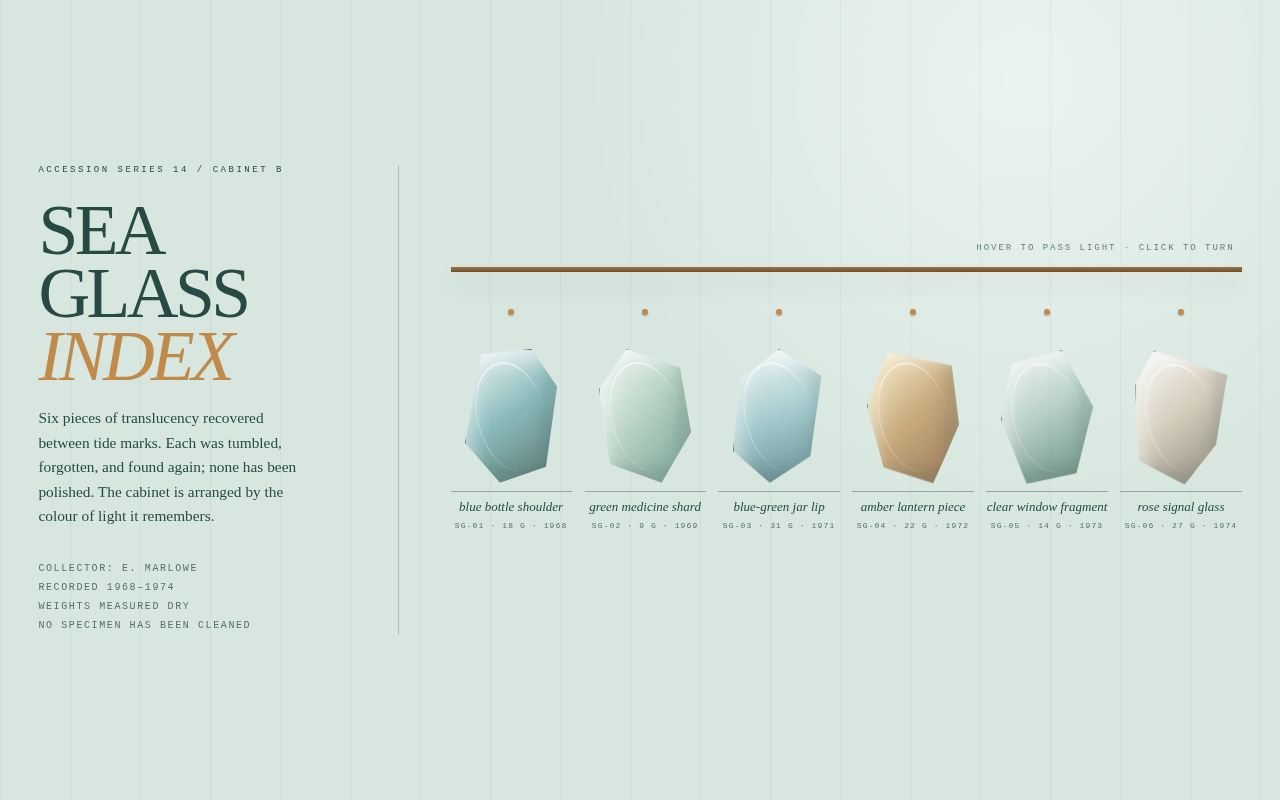 ACCESSION SERIES 14 / CABINET B
SEA
GLASS
INDEX
Six pieces of translucency recovered
between tide marks. Each was tumbled,
forgotten, and found again; none has been
polished. The cabinet is arranged by the
colour of light it remembers.
COLLECTOR: E. MARLOWE
RECORDED 1968–1974
WEIGHTS MEASURED DRY
NO SPECIMEN HAS BEEN CLEANED
HOVER TO PASS LIGHT · CLICK TO TURN
blue bottle shoulder
SG-01 · 18 G · 1968
green medicine shard
SG-02 · 9 G · 1969
blue-green jar lip
SG-03 · 31 G · 1971
amber lantern piece
SG-04 · 22 G · 1972
clear window fragment
SG-05 · 14 G · 1973
rose signal glass
SG-06 · 27 G · 1974